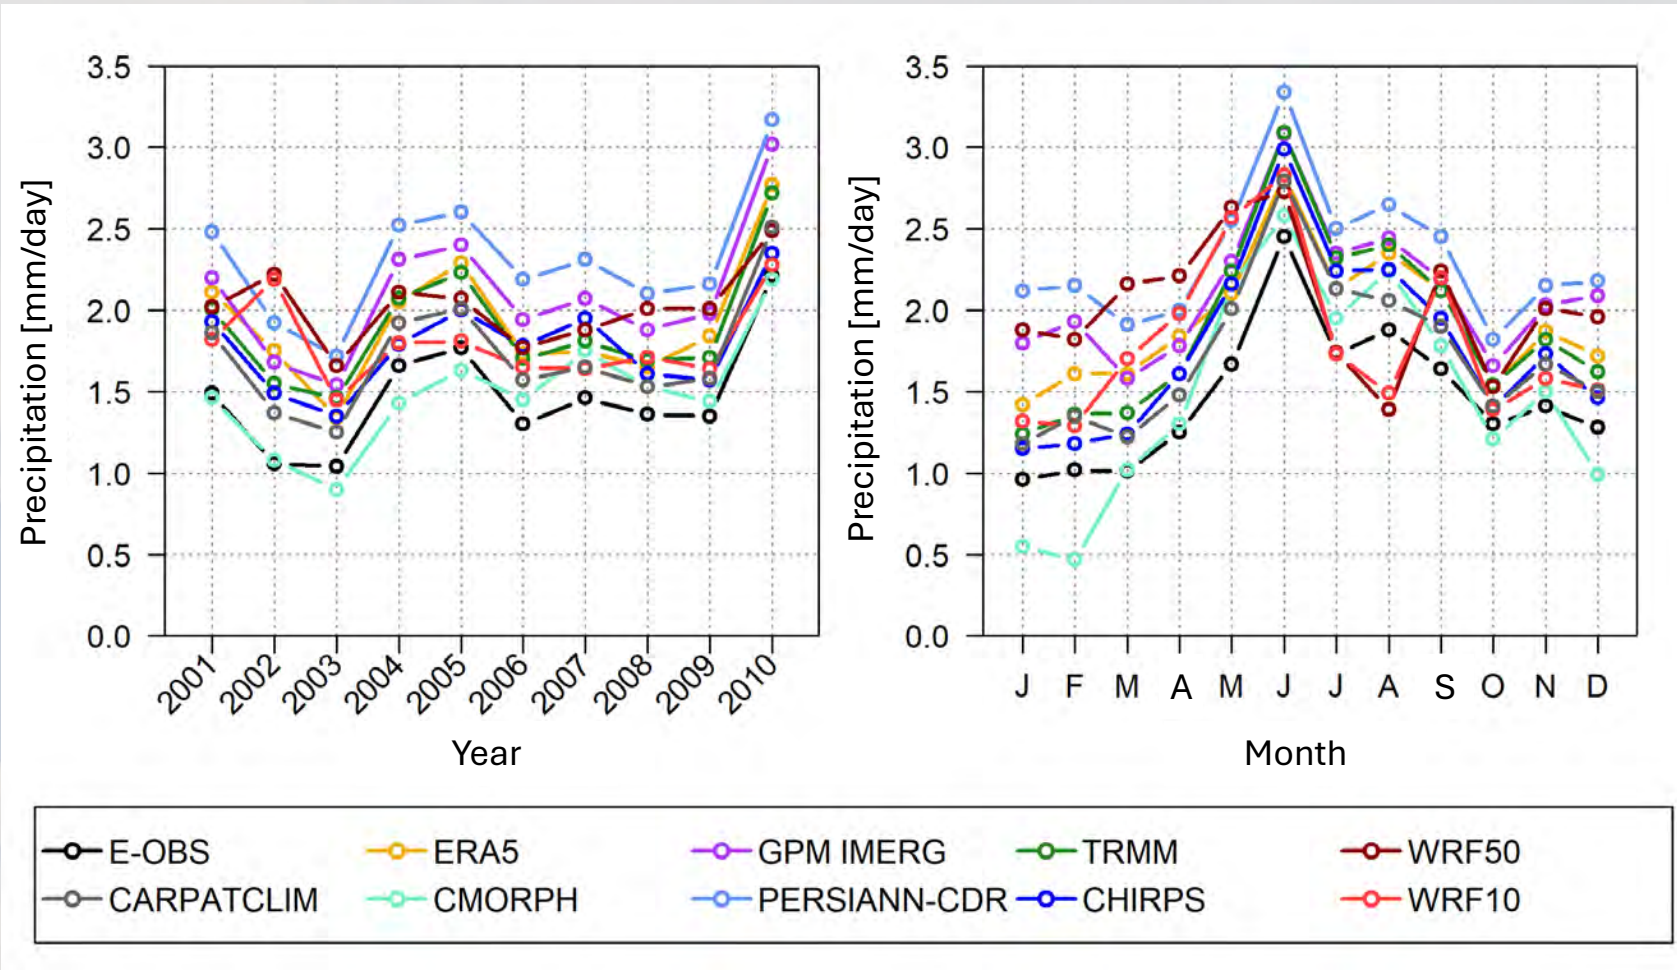 Precipitation [mm/day]
3.5
3.0
2.5
2.0
1.5
1.0
0.5
0.0
2001 2002 2003 2004 2005 2006 2007 2008 2009 2010
Year
Precipitation [mm/day]
3.5
3.0
2.5
2.0
1.5
1.0
0.5
0.0
J F M A M J J A S O N D
Month
E-OBS ERA5 GPM IMERG TRMM WRF50
CARPATCLIM CMORPH PERSIANN-CDR CHIRPS WRF10